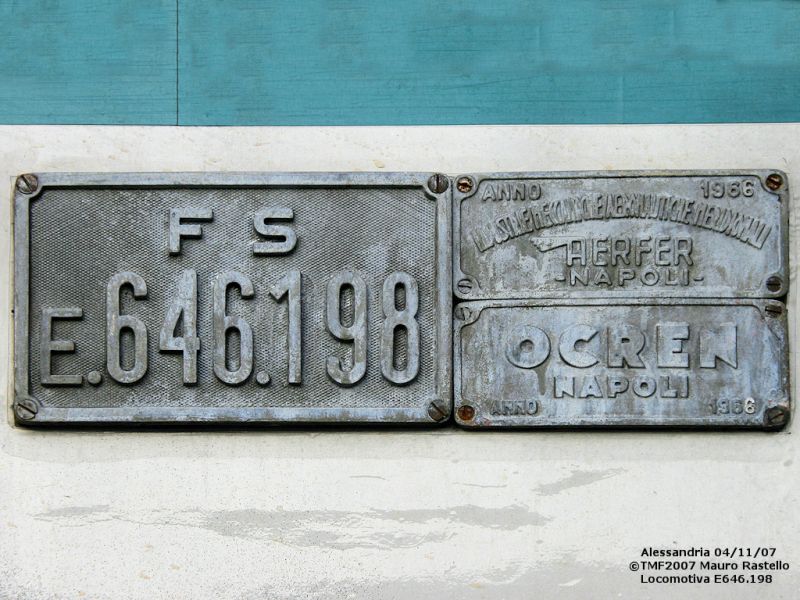 FS
E.646.198
ANNO 1966
AERFER
-NAPOLI-
OCREN
NAPOLI
ANNO 1966
Alessandria 04/11/07
©TMF2007 Mauro Rastello
Locomotiva E646.198